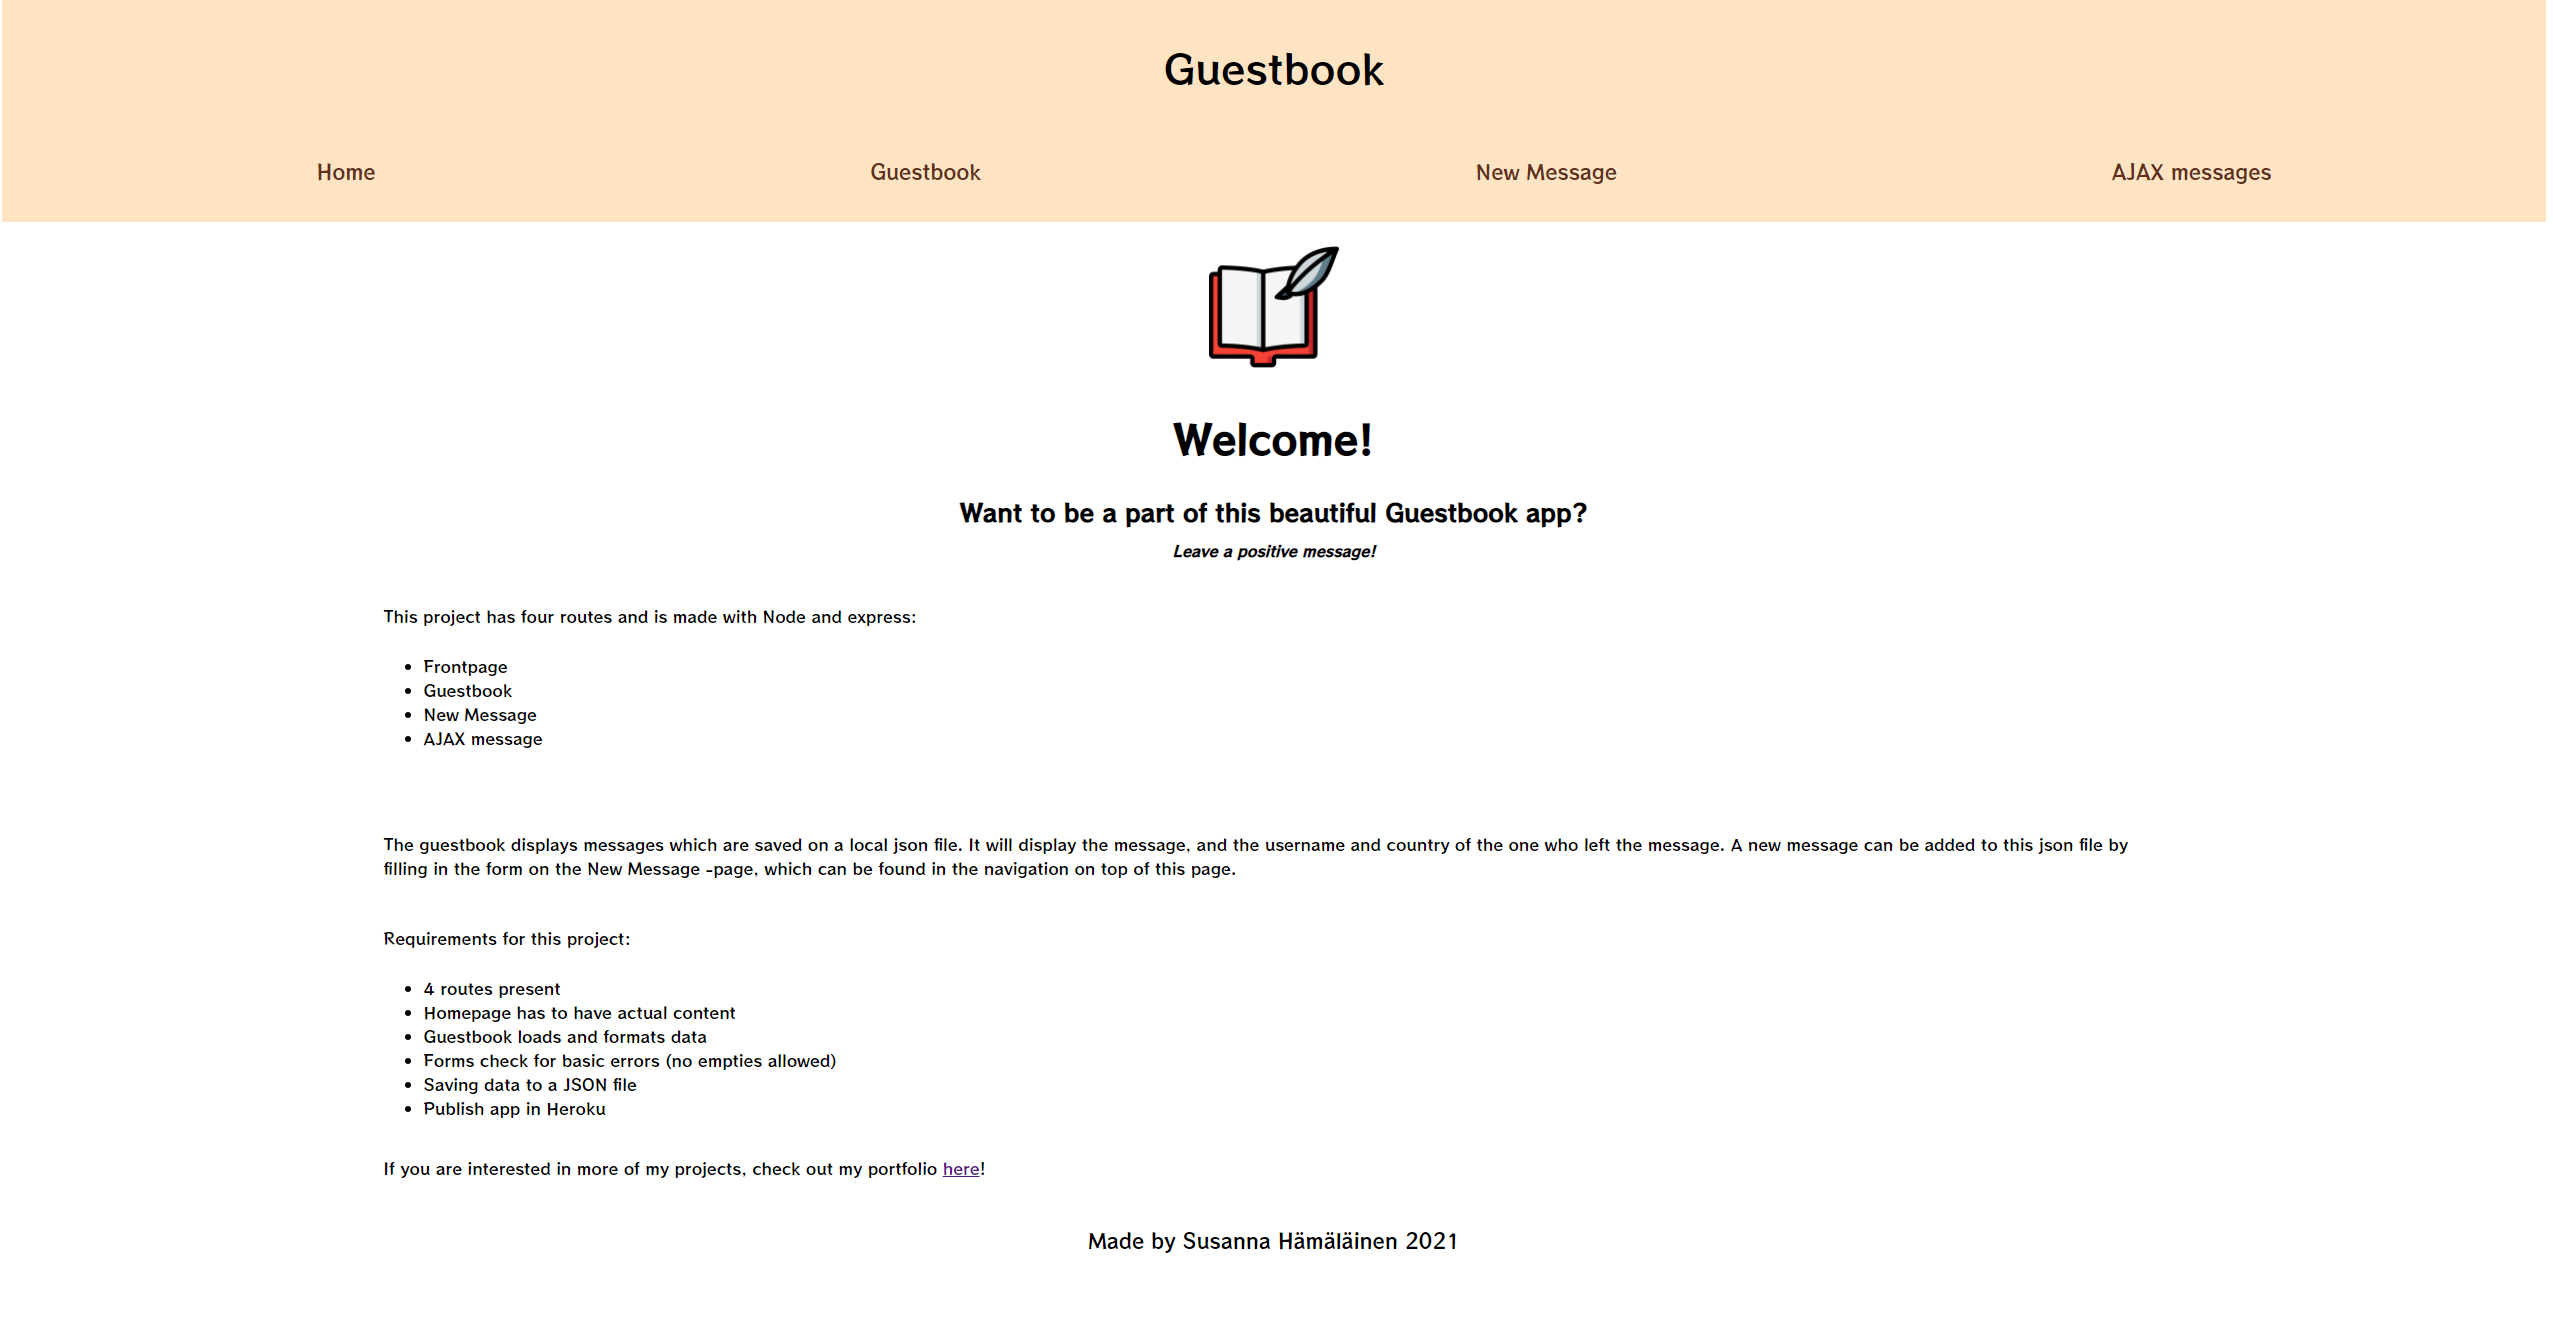 Guestbook
Home Guestbook New Message AJAX messages
Welcome!
Want to be a part of this beautiful Guestbook app?
Leave a positive message!
This project has four routes and is made with Node and express:
• Frontpage
• Guestbook
• New Message
• AJAX message
The guestbook displays messages which are saved on a local json file. It will display the message, and the username and country of the one who left the message. A new message can be added to this json file by
filling in the form on the New Message -page, which can be found in the navigation on top of this page.
Requirements for this project:
• 4 routes present
• Homepage has to have actual content
• Guestbook loads and formats data
• Forms check for basic errors (no empties allowed)
• Saving data to a JSON file
• Publish app in Heroku
If you are interested in more of my projects, check out my portfolio here!
Made by Susanna Hämäläinen 2021